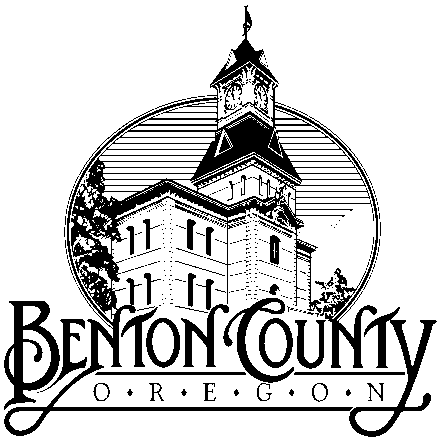 BENTON COUNTY
O • R • E • G • O • N